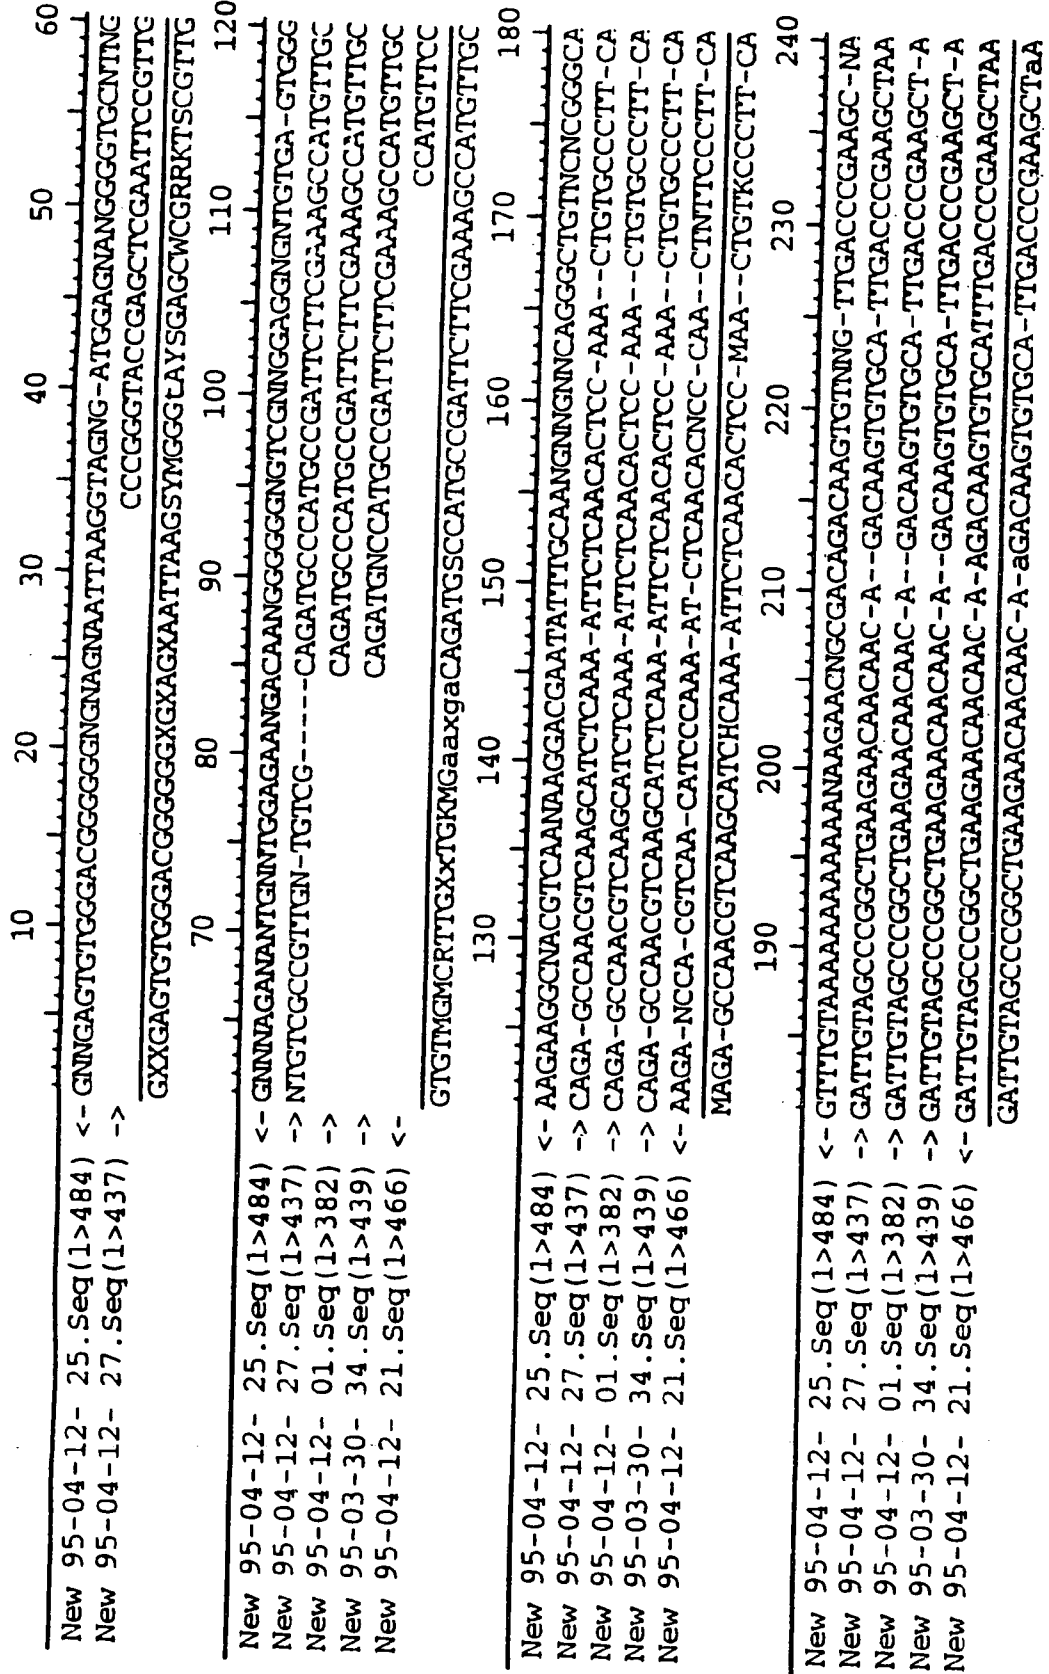 10 20 30 40 50 60
New 95-04-12- 25.Seq(1>484) <- GNNGAGTGTGGGACGGGGGGNGNAGNAATTAAGGTAGNG-ATGGAGNANGGGGTGCNTNG
New 95-04-12- 27.Seq(1>437) -> CCCGGGTACCGAGCTCGAATTCCGTTG
GXXGAGTGTGGGACGGGGGGXGXAGXAATTAAGSYMGGGtAYSGAGCWCGRRKTSCGTTG
70 80 90 100 110 120
New 95-04-12- 25.Seq(1>484) <- GNNNAGANANTGNNTGGAGAANGACAANGGGGGNGTCGNNGGAGGNGNTGTGA-GTGGG
New 95-04-12- 27.Seq(1>437) -> NTGTCGCCGTTGN-TGTCG-----CAGATGCCCATGCCGATTCTTCGAAAGCCATGTTGC
New 95-04-12- 01.Seq(1>382) -> CAGATGCCCATGCCGATTCTTTCGAAAGCCATGTTGC
New 95-03-30- 34.Seq(1>439) -> CAGATGNCCATGCCGATTCTTTCGAAAGCCATGTTGC
New 95-04-12- 21.Seq(1>466) <- CCATGTTCC
GTGTMGMCRTTGXxTGKMGaaxgaCAGATGSCCATGCCGATTCTTTCGAAAGCCATGTTGC
130 140 150 160 170 180
New 95-04-12- 25.Seq(1>484) <- AAGAAGGCNACGTCAANAAGGACGAATATTTGCAANGNNGNNCAGGGCTGTNCNCGGGCA
New 95-04-12- 27.Seq(1>437) -> CAGA-GCCAACGTCAAGCATCTCAAA-ATTCTCAACACTCC-AAA--CTGTGCCCTT-CA
New 95-04-12- 01.Seq(1>382) -> CAGA-GCCAACGTCAAGCATCTCAAA-ATTCTCAACACTCC-AAA--CTGTGCCCTT-CA
New 95-03-30- 34.Seq(1>439) -> CAGA-GCCAACGTCAAGCATCTCAAA-ATTCTCAACACTCC-AAA--CTGTGCCCTT-CA
New 95-04-12- 21.Seq(1>466) <- AAGA-NCCA-CGTCAA-CATCCCAAA-AT-CTCAACACNCC-CAA--CTNTTCCCTT-CA
MAGA-GCCAACGTCAAGCATCHCAAA-ATTCTCAACACTCC-MAA--CTGTKCCCTT-CA
190 200 210 220 230 240
New 95-04-12- 25.Seq(1>484) <- GTTTGTAAAAAAAAAANAAGAACNGCGACAGACAAGTGTNNG-TTGACCCGAAGC-NA
New 95-04-12- 27.Seq(1>437) -> GATTGTAGCCCGGCTGAAGAACAACAAC-A--GACAAGTGTGCA-TTGACCCGAAGCTAA
New 95-04-12- 01.Seq(1>382) -> GATTGTAGCCCGGCTGAAGAACAACAAC-A--GACAAGTGTGCA-TTGACCCGAAGCT-A
New 95-03-30- 34.Seq(1>439) -> GATTGTAGCCCGGCTGAAGAACAACAAC-A--GACAAGTGTGCA-TTGACCCGAAGCT-A
New 95-04-12- 21.Seq(1>466) <- GATTGTAGCCCGGCTGAAGAACAACAAC-A-AGACAAGTGTGCATTTGACCCGAAGCTAA
GATTGTAGCCCGGCTGAAGAACAACAAC-A-aGACAAGTGTGCA-TTGACCCGAAGCTaA